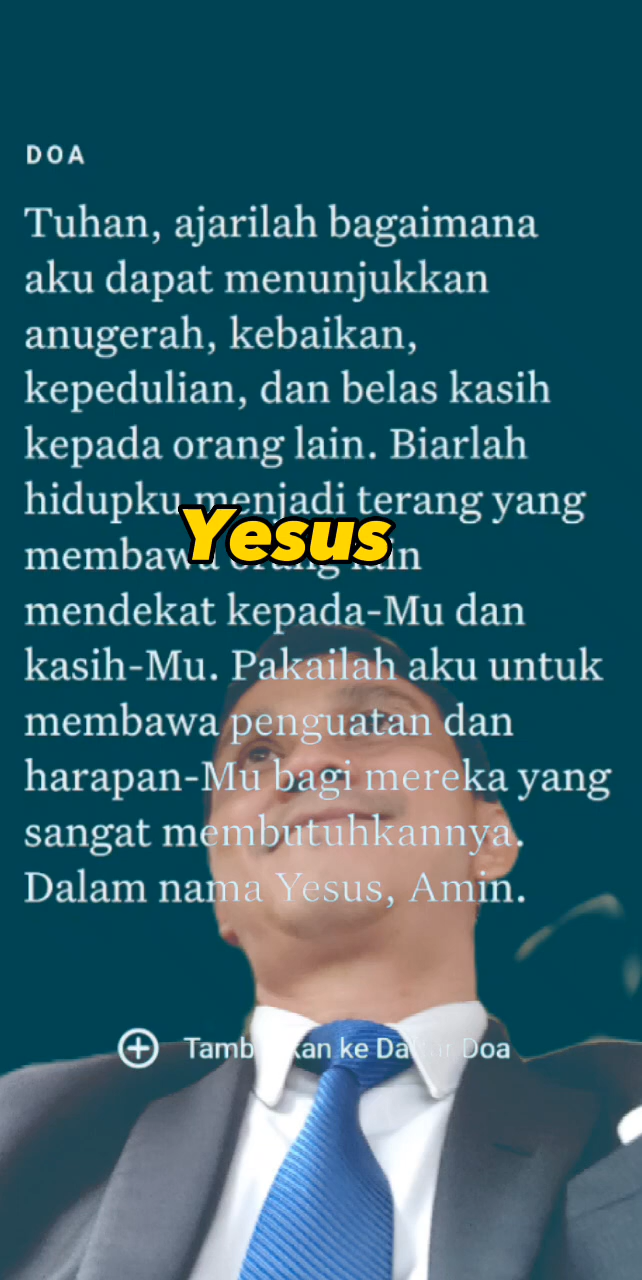 DOA
Tuhan, ajarilah bagaimana
aku dapat menunjukkan
anugerah, kebaikan,
kepedulian, dan belas kasih
kepada orang lain. Biarlah
hidupku menjadi terang yang
Yesus
membawa orang lain
mendekat kepada-Mu dan
kasih-Mu. Pakailah aku untuk
membawa penguatan dan
harapan-Mu bagi mereka yang
sangat membutuhkannya.
Dalam nama Yesus, Amin.
Tambahkan ke Daftar Doa